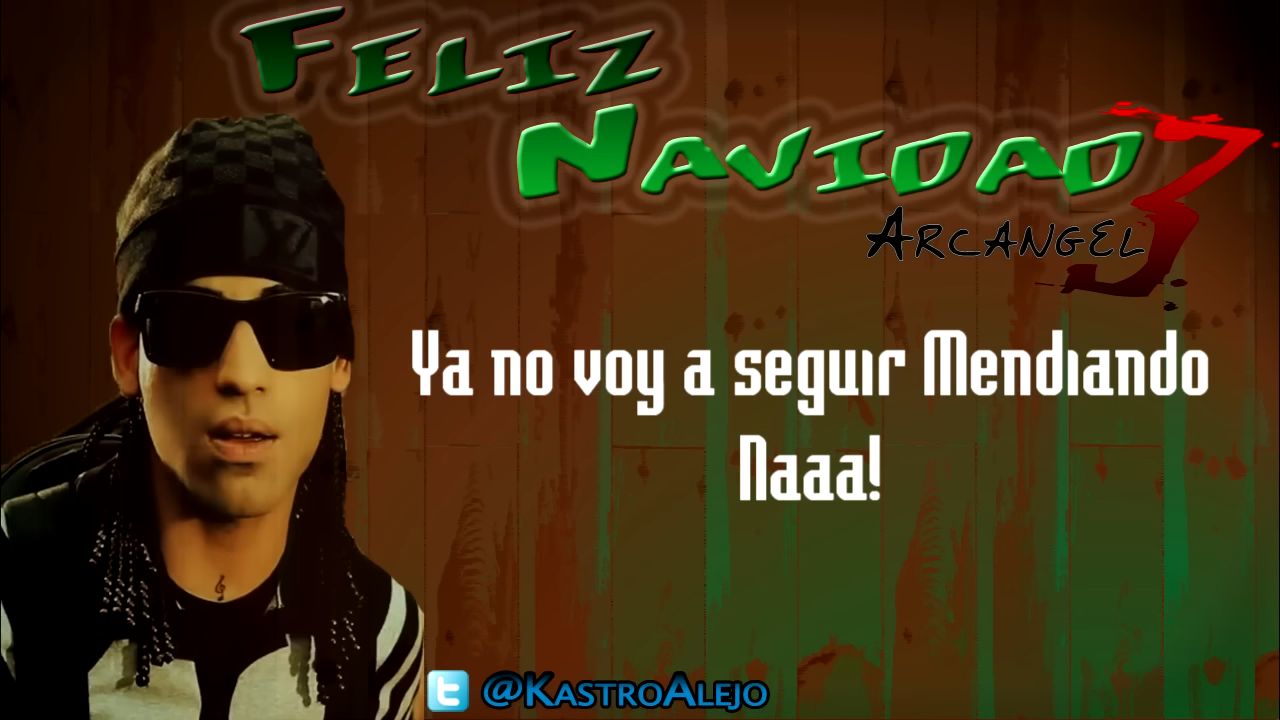 Feliz
Navidad 3
Arcangel
Ya no voy a seguir Mendiando
Naaa!
@KastroAlejo